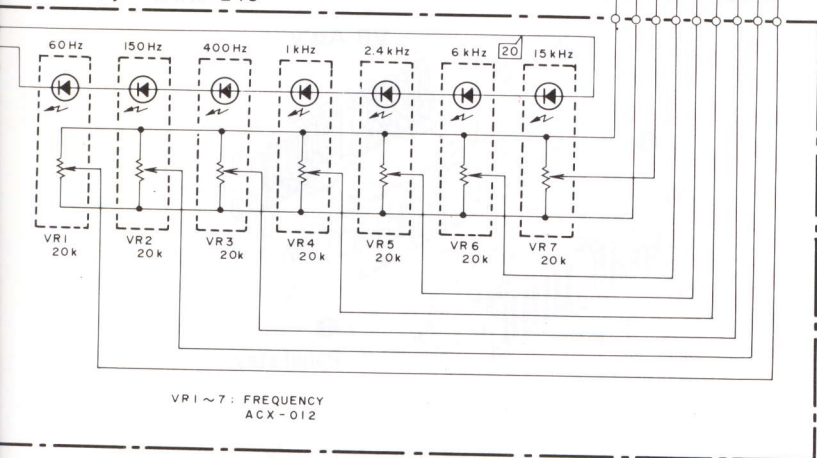 60Hz 150Hz 400Hz 1kHz 2.4kHz 6kHz 20 15kHz
VR1 VR2 VR3 VR4 VR5 VR6 VR7
20k 20k 20k 20k 20k 20k 20k
VR1~7: FREQUENCY
ACX-012